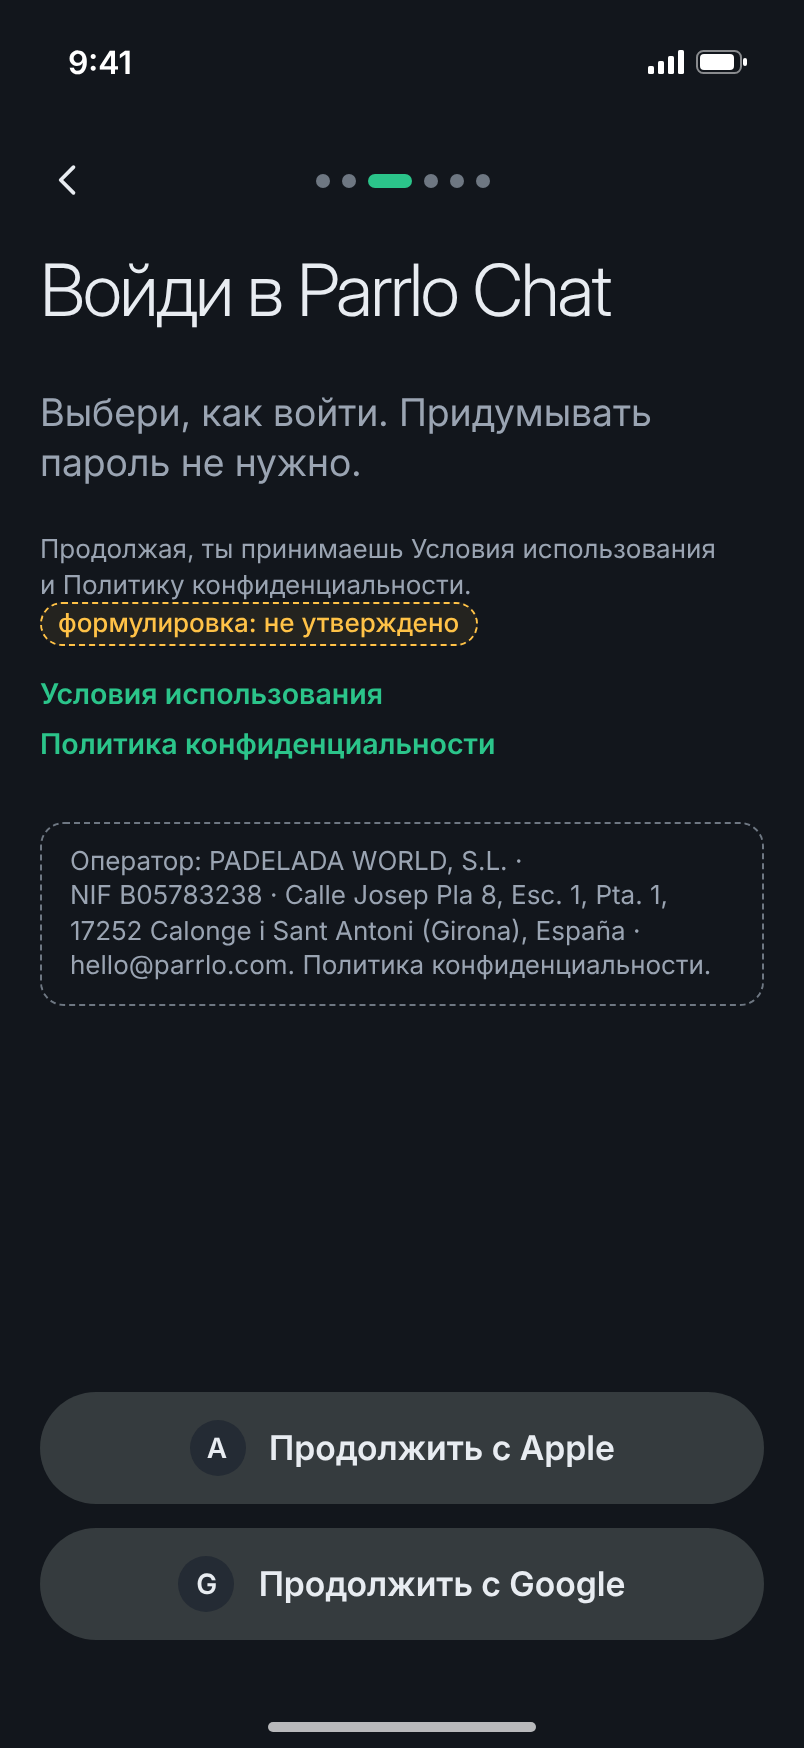 9:41
Войди в Parrlo Chat
Выбери, как войти. Придумывать
пароль не нужно.
Продолжая, ты принимаешь Условия использования
и Политику конфиденциальности.
формулировка: не утверждено
Условия использования
Политика конфиденциальности
Оператор: PADELADA WORLD, S.L. ·
NIF B05783238 · Calle Josep Pla 8, Esc. 1, Pta. 1,
17252 Calonge i Sant Antoni (Girona), España ·
hello@parrlo.com. Политика конфиденциальности.
A Продолжить с Apple
G Продолжить с Google